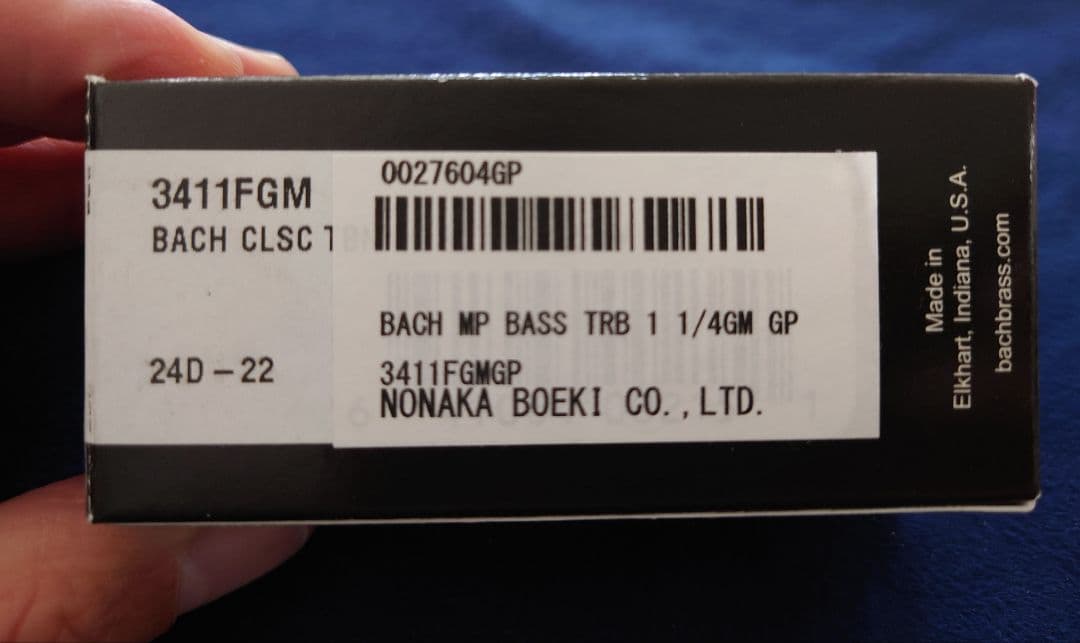 3411FGM
BACH CLSC T
24D-22
0027604GP
BACH MP BASS TRB 1 1/4GM GP
3411FGMGP
NONAKA BOEKI CO.,LTD.
Made in
Elkhart, Indiana, U.S.A.
bachbrass.com